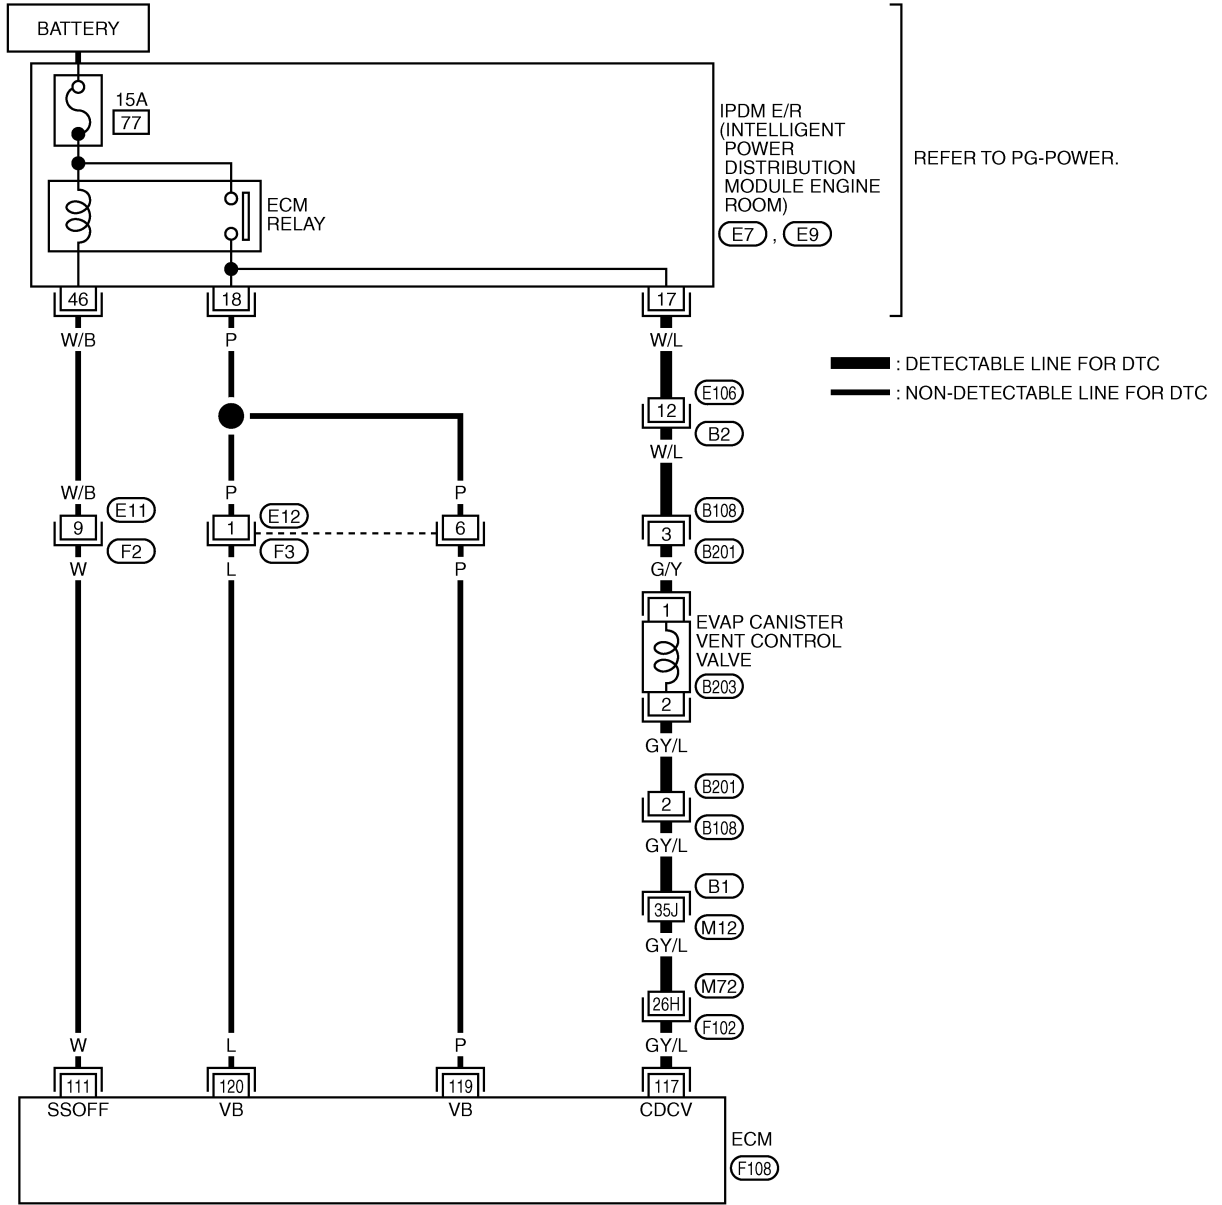 BATTERY
15A
77
IPDM E/R
(INTELLIGENT
POWER
DISTRIBUTION
MODULE ENGINE
ROOM)
E7 , E9
REFER TO PG-POWER.
ECM
RELAY
46 18 17
W/B P W/L
: DETECTABLE LINE FOR DTC
: NON-DETECTABLE LINE FOR DTC
E106
12
B2
W/L
W/B P P
E11 E12 B108
9 1 6 3
F2 F3 B201
W L P G/Y
1
EVAP CANISTER
VENT CONTROL
VALVE
B203
2
GY/L
B201
2
B108
GY/L
B1
35J
M12
GY/L
M72
26H
F102
W L P GY/L
111 120 119 117
SSOFF VB VB CDCV
ECM
F108